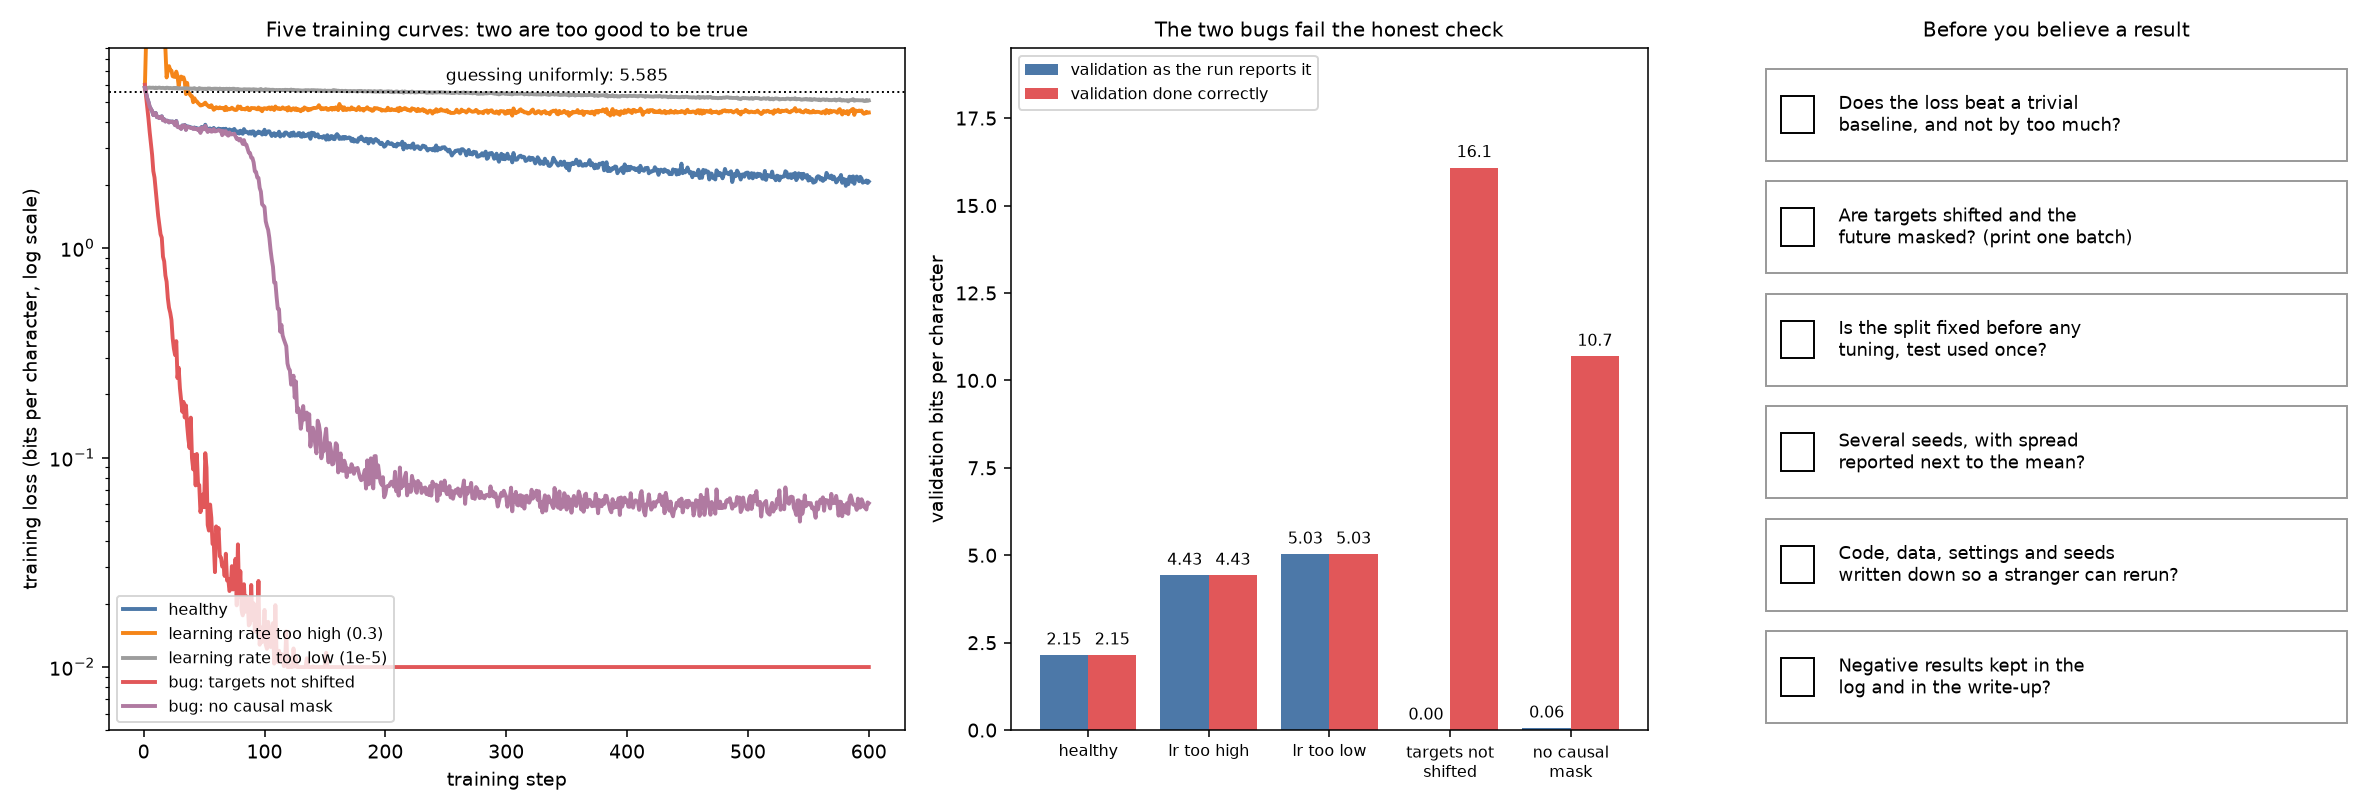 Five training curves: two are too good to be true
guessing uniformly: 5.585
training loss (bits per character, log scale)
10⁰
10⁻¹
10⁻²
healthy
learning rate too high (0.3)
learning rate too low (1e-5)
bug: targets not shifted
bug: no causal mask
0 100 200 300 400 500 600
training step
The two bugs fail the honest check
validation as the run reports it
validation done correctly
validation bits per character
17.5
15.0
12.5
10.0
7.5
5.0
2.5
0.0
2.15 2.15
4.43 4.43
5.03 5.03
0.00 16.1
0.06 10.7
healthy
lr too high
lr too low
targets not
shifted
no causal
mask
Before you believe a result
Does the loss beat a trivial
baseline, and not by too much?
Are targets shifted and the
future masked? (print one batch)
Is the split fixed before any
tuning, test used once?
Several seeds, with spread
reported next to the mean?
Code, data, settings and seeds
written down so a stranger can rerun?
Negative results kept in the
log and in the write-up?